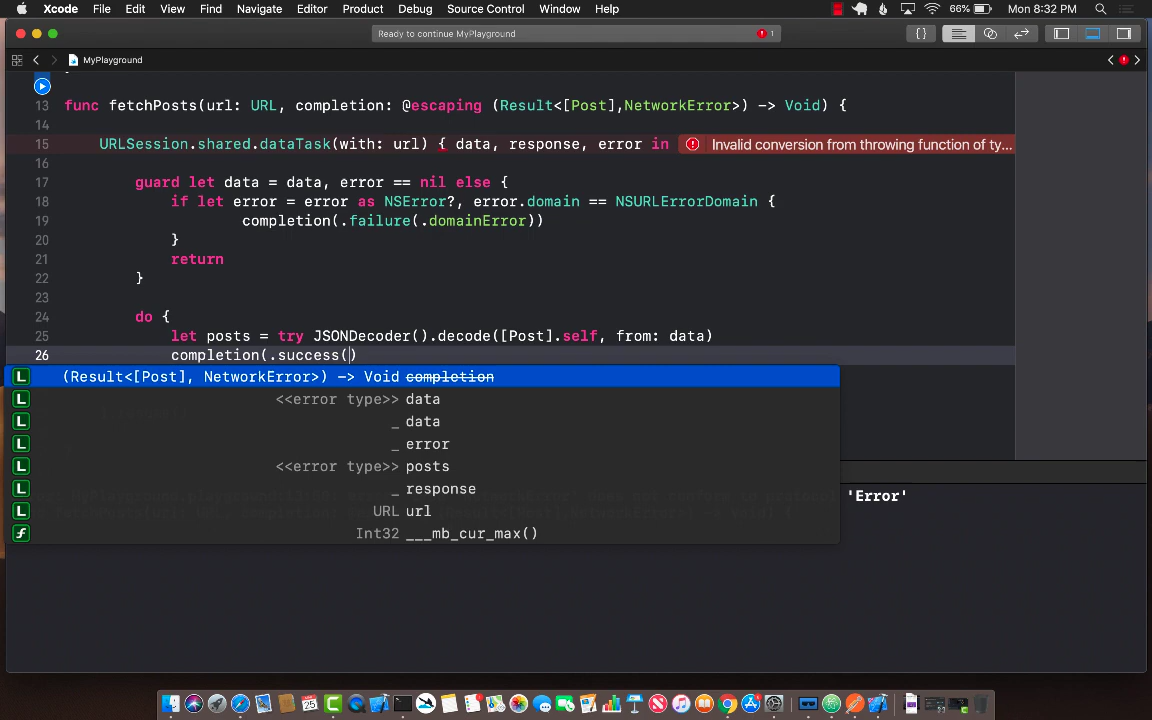 Xcode File Edit View Find Navigate Editor Product Debug Source Control Window Help 66% Mon 8:32 PM
Ready to continue MyPlayground 1
MyPlayground
13 func fetchPosts(url: URL, completion: @escaping (Result<[Post],NetworkError>) -> Void) {
14
15 URLSession.shared.dataTask(with: url) { data, response, error in Invalid conversion from throwing function of ty...
16
17 guard let data = data, error == nil else {
18 if let error = error as NSError?, error.domain == NSURLErrorDomain {
19 completion(.failure(.domainError))
20 }
21 return
22 }
23
24 do {
25 let posts = try JSONDecoder().decode([Post].self, from: data)
26 completion(.success()
L (Result<[Post], NetworkError>) -> Void completion
L <<error type>> data
L _ data
L _ error
L <<error type>> posts
L _ response
L URL url
f Int32 ___mb_cur_max()
'Error'